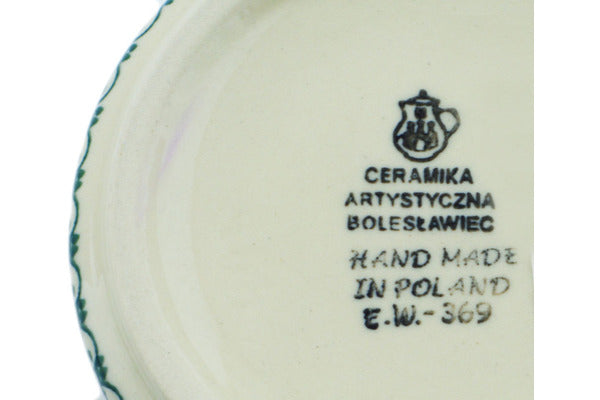 CERAMIKA
ARTYSTYCZNA
BOLESŁAWIEC
HAND MADE
IN POLAND
E.W.-369